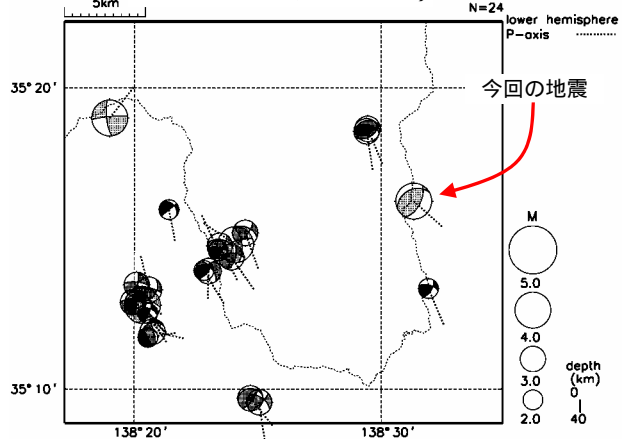 5km
N=24
lower hemisphere
P-axis
35°20'
今回の地震
M
5.0
4.0
3.0
2.0
depth
(km)
0
40
35°10'
138°20'
138°30'